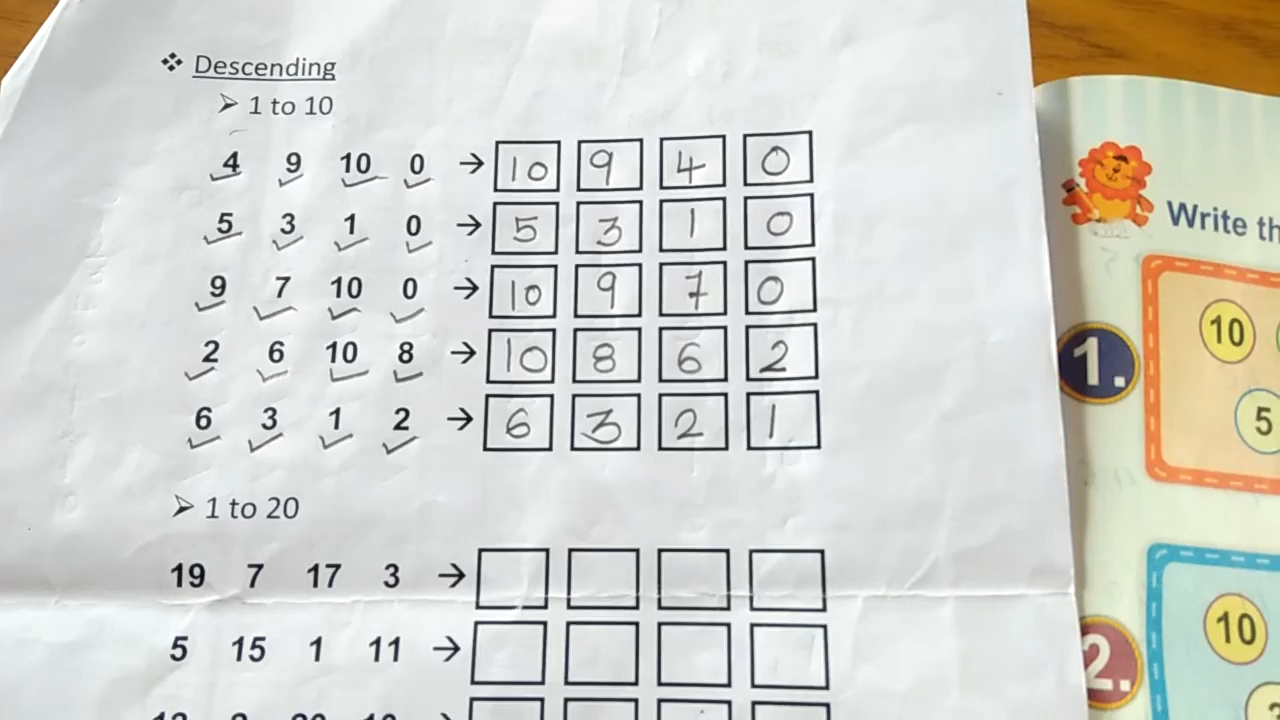 ❖ Descending
➤ 1 to 10
4 9 10 0 → 10 9 4 0
5 3 1 0 → 5 3 1 0
9 7 10 0 → 10 9 7 0
2 6 10 8 → 10 8 6 2
6 3 1 2 → 6 3 2 1
➤ 1 to 20
19 7 17 3 →
5 15 1 11 →
Write th
1.
10
5
2.
10